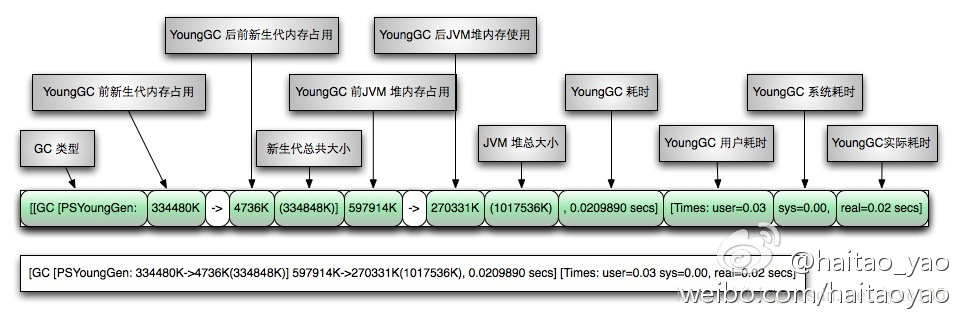 YoungGC 后前新生代内存占用
YoungGC 后JVM堆内存使用
YoungGC 前新生代内存占用
YoungGC 前JVM 堆内存占用
YoungGC 耗时
YoungGC 系统耗时
GC 类型
新生代总共大小
JVM 堆总大小
YoungGC 用户耗时
YoungGC实际耗时
[[GC [PSYoungGen: 334480K -> 4736K (334848K)] 597914K -> 270331K (1017536K) , 0.0209890 secs] [Times: user=0.03 sys=0.00, real=0.02 secs]
[GC [PSYoungGen: 334480K->4736K(334848K)] 597914K->270331K(1017536K), 0.0209890 secs] [Times: user=0.03 sys=0.00, real=0.02 secs]
@haitao_yao
weibo.com/haitaoyao